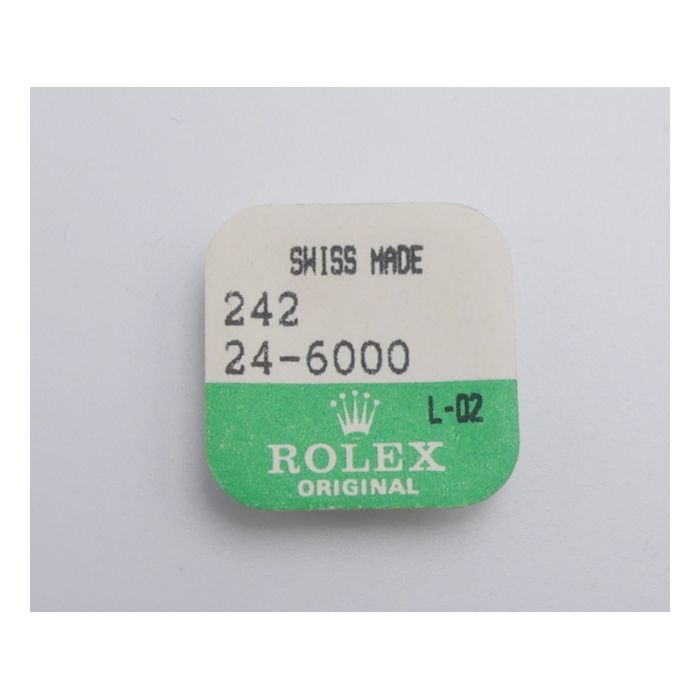 SWISS MADE
242
24-6000
L-02
ROLEX
ORIGINAL